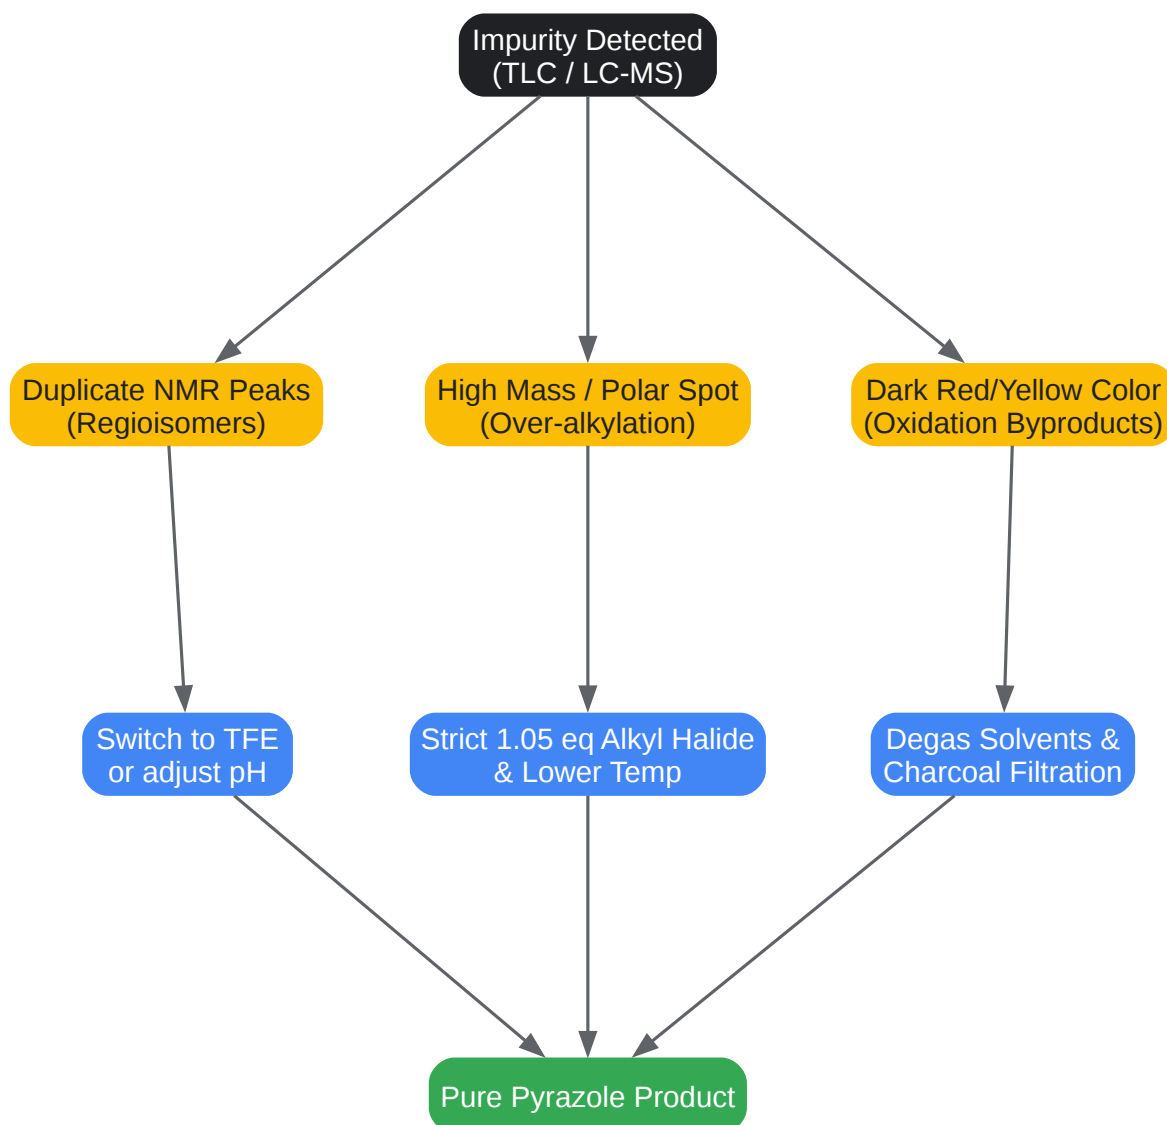 Impurity Detected
(TLC / LC-MS)
Duplicate NMR Peaks
(Regioisomers)
High Mass / Polar Spot
(Over-alkylation)
Dark Red/Yellow Color
(Oxidation Byproducts)
Switch to TFE
or adjust pH
Strict 1.05 eq Alkyl Halide
& Lower Temp
Degas Solvents &
Charcoal Filtration
Pure Pyrazole Product